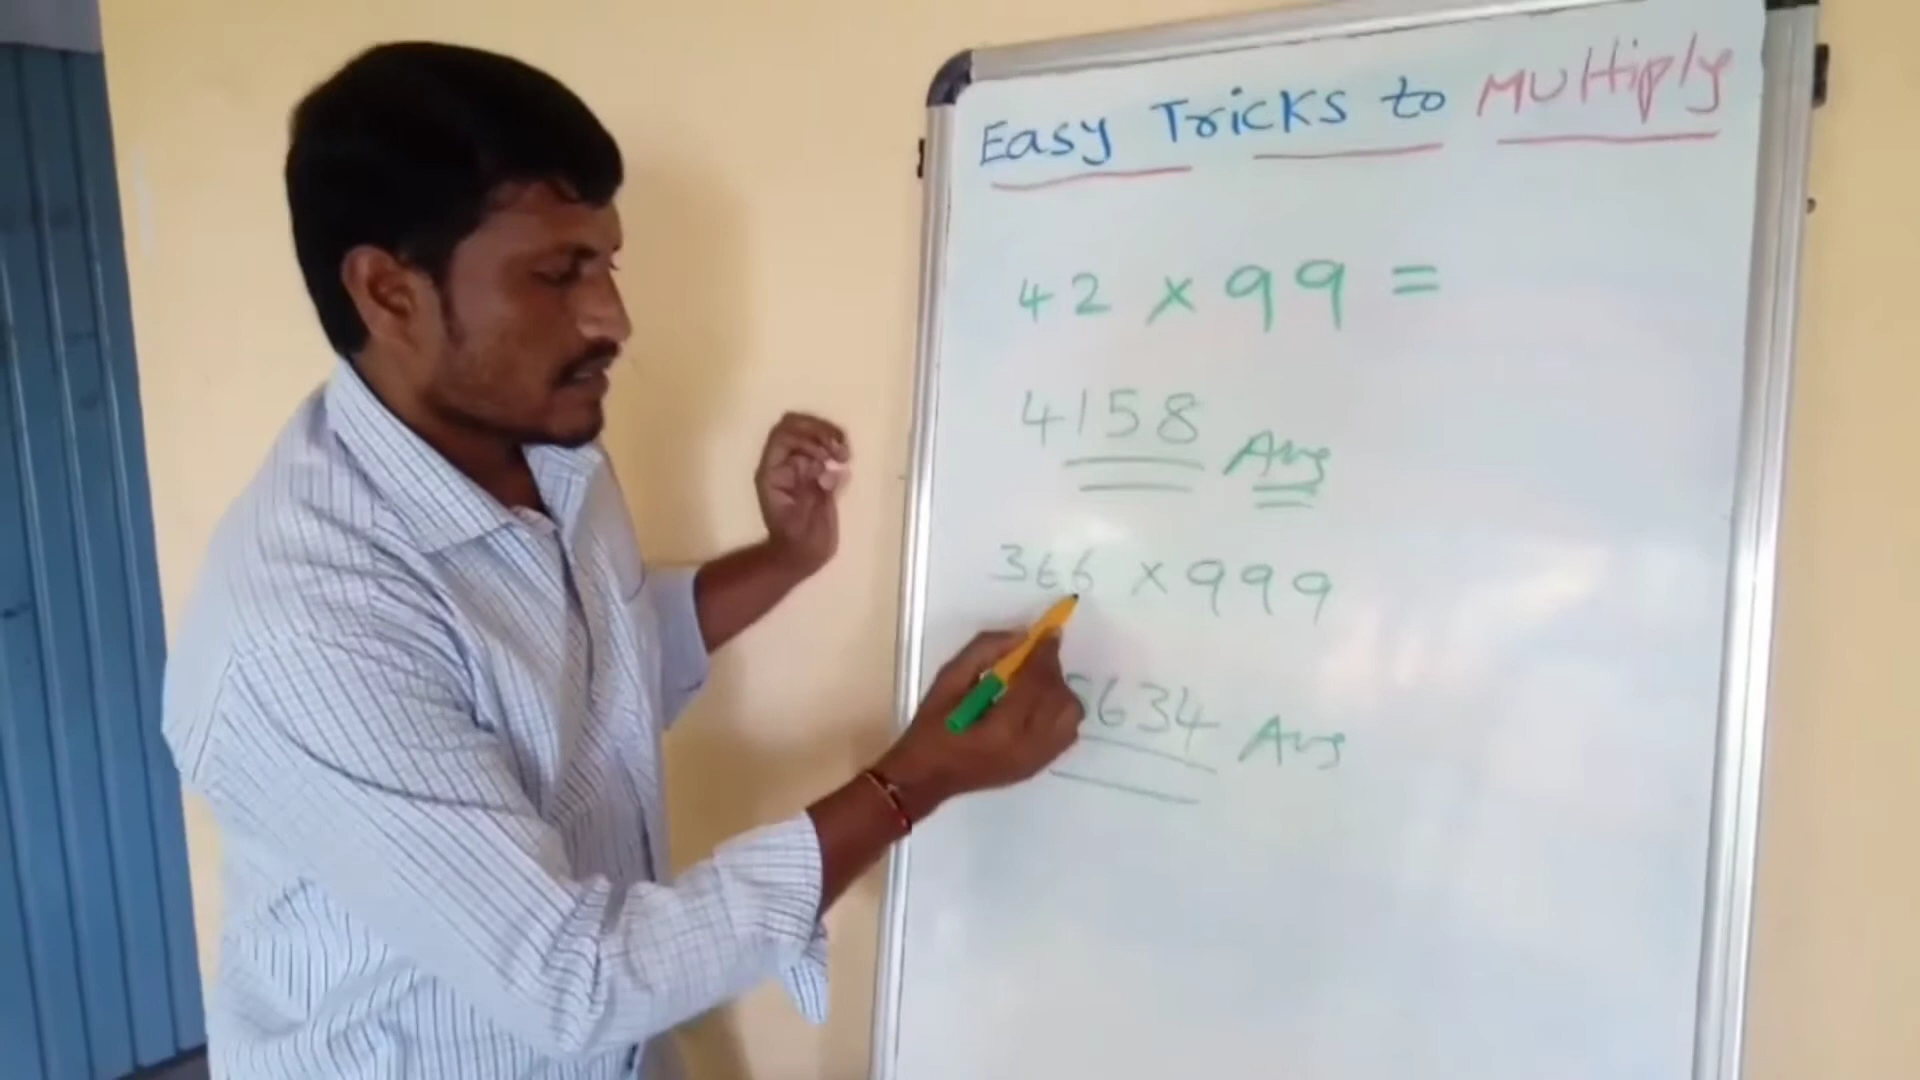 Easy Tricks to Multiply
42 × 99 =
4158 Ans
366 × 999
5634 Ans